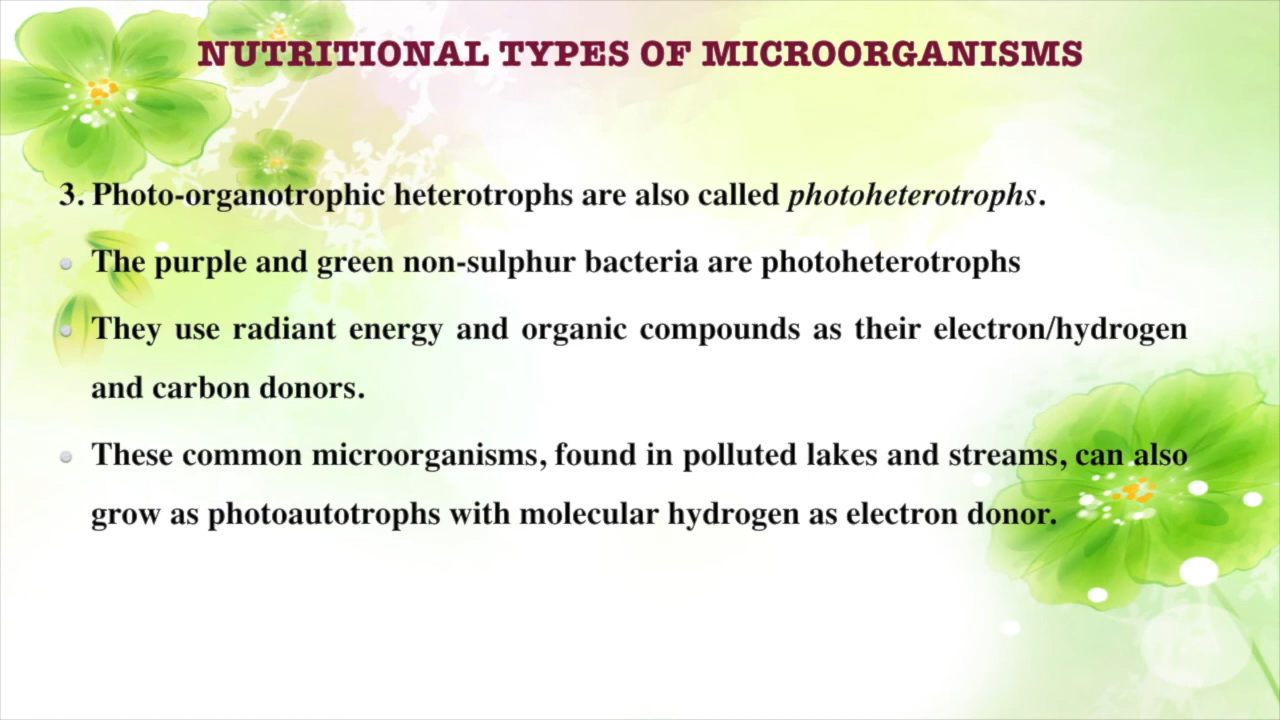 NUTRITIONAL TYPES OF MICROORGANISMS
3. Photo-organotrophic heterotrophs are also called photoheterotrophs.
The purple and green non-sulphur bacteria are photoheterotrophs
They use radiant energy and organic compounds as their electron/hydrogen
and carbon donors.
These common microorganisms, found in polluted lakes and streams, can also
grow as photoautotrophs with molecular hydrogen as electron donor.